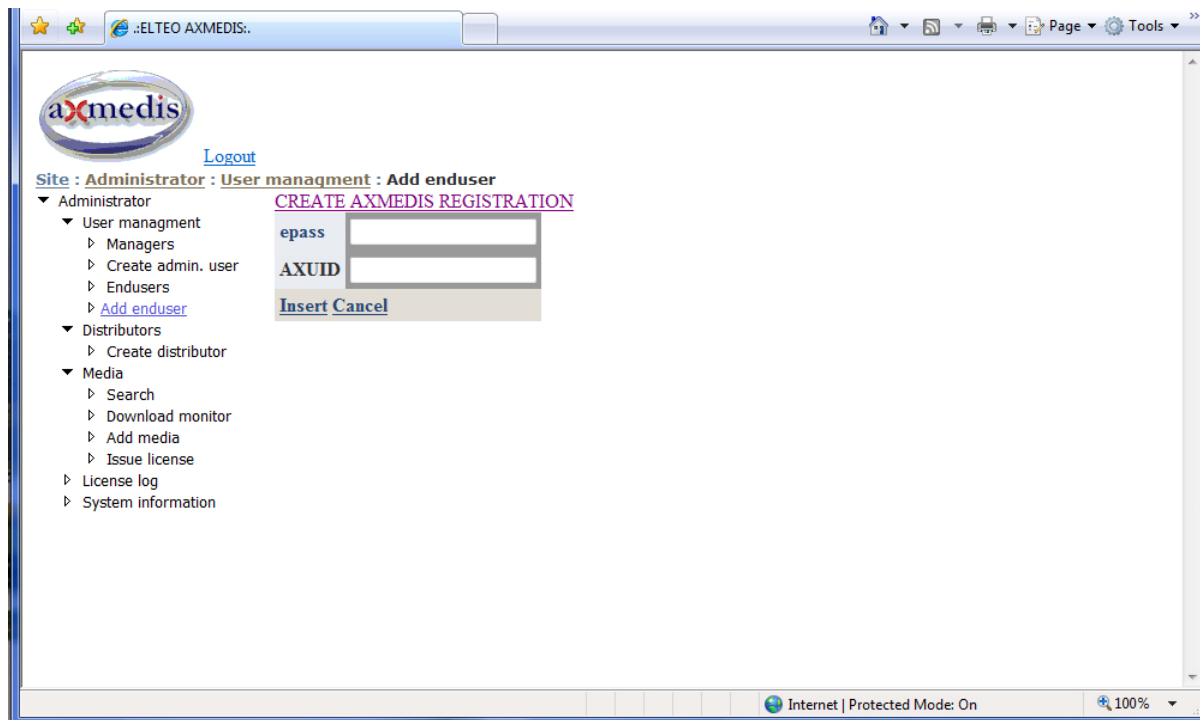 .:ELTEO AXMEDIS:.
Page
Tools
axmedis
Logout
Site : Administrator : User managment : Add enduser
Administrator
User managment
Managers
Create admin. user
Endusers
Add enduser
Distributors
Create distributor
Media
Search
Download monitor
Add media
Issue license
License log
System information
CREATE AXMEDIS REGISTRATION
epass
AXUID
Insert Cancel
Internet | Protected Mode: On
100%